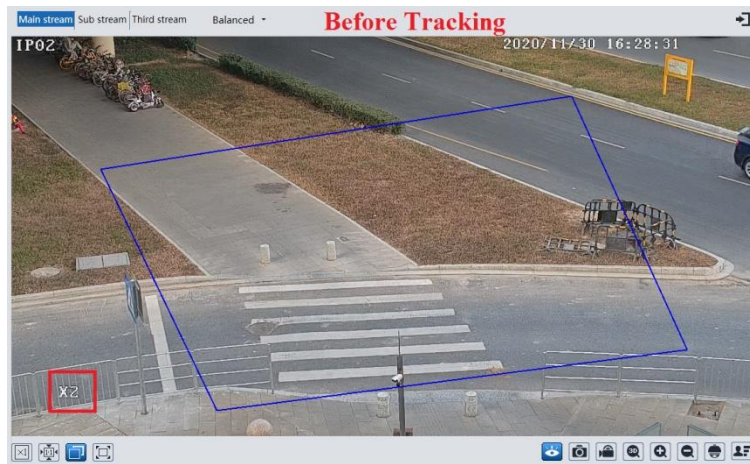 Main stream Sub stream Third stream Balanced
Before Tracking
IP02 2020/11/30 16:28:31
X2